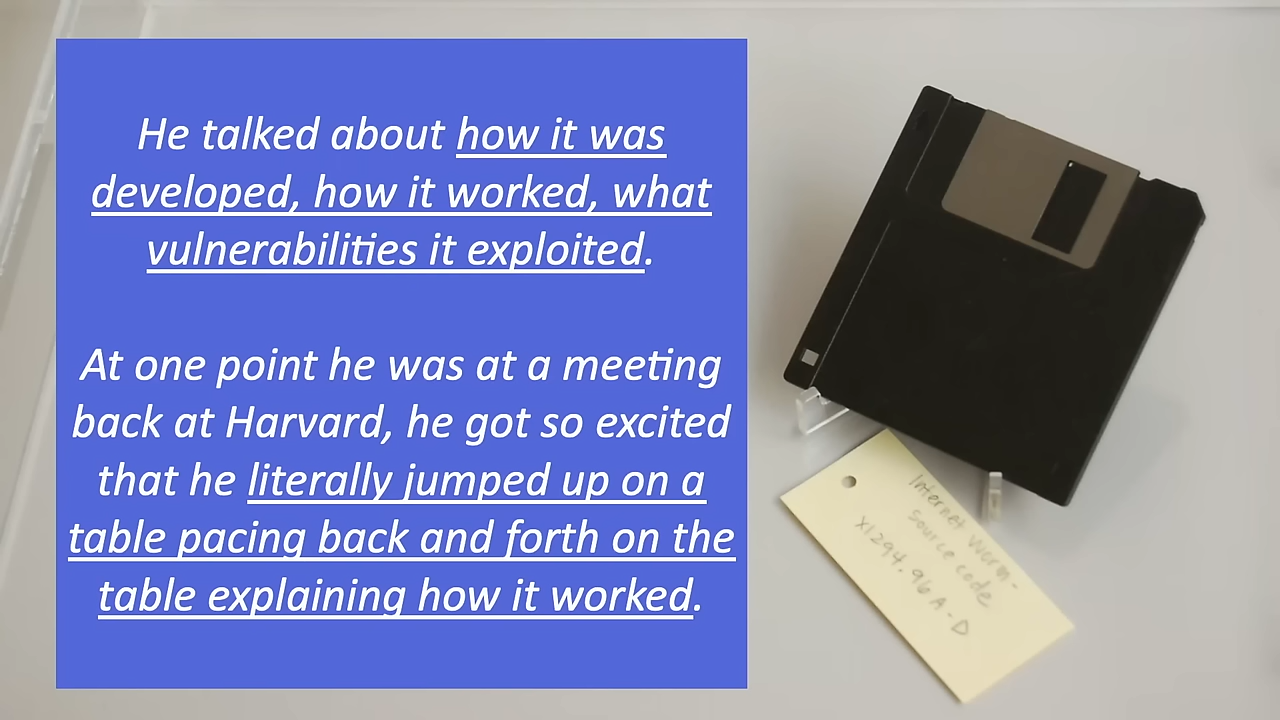 He talked about how it was
developed, how it worked, what
vulnerabilities it exploited.
At one point he was at a meeting
back at Harvard, he got so excited
that he literally jumped up on a
table pacing back and forth on the
table explaining how it worked.
Internet Worm-
source code
X1294.96A-D